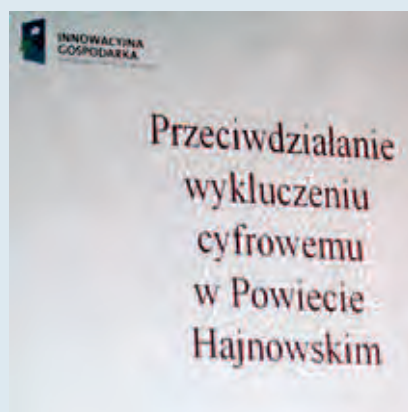 INNOWACYJNA
GOSPODARKA
Przeciwdziałanie
wykluczeniu
cyfrowemu
w Powiecie
Hajnowskim